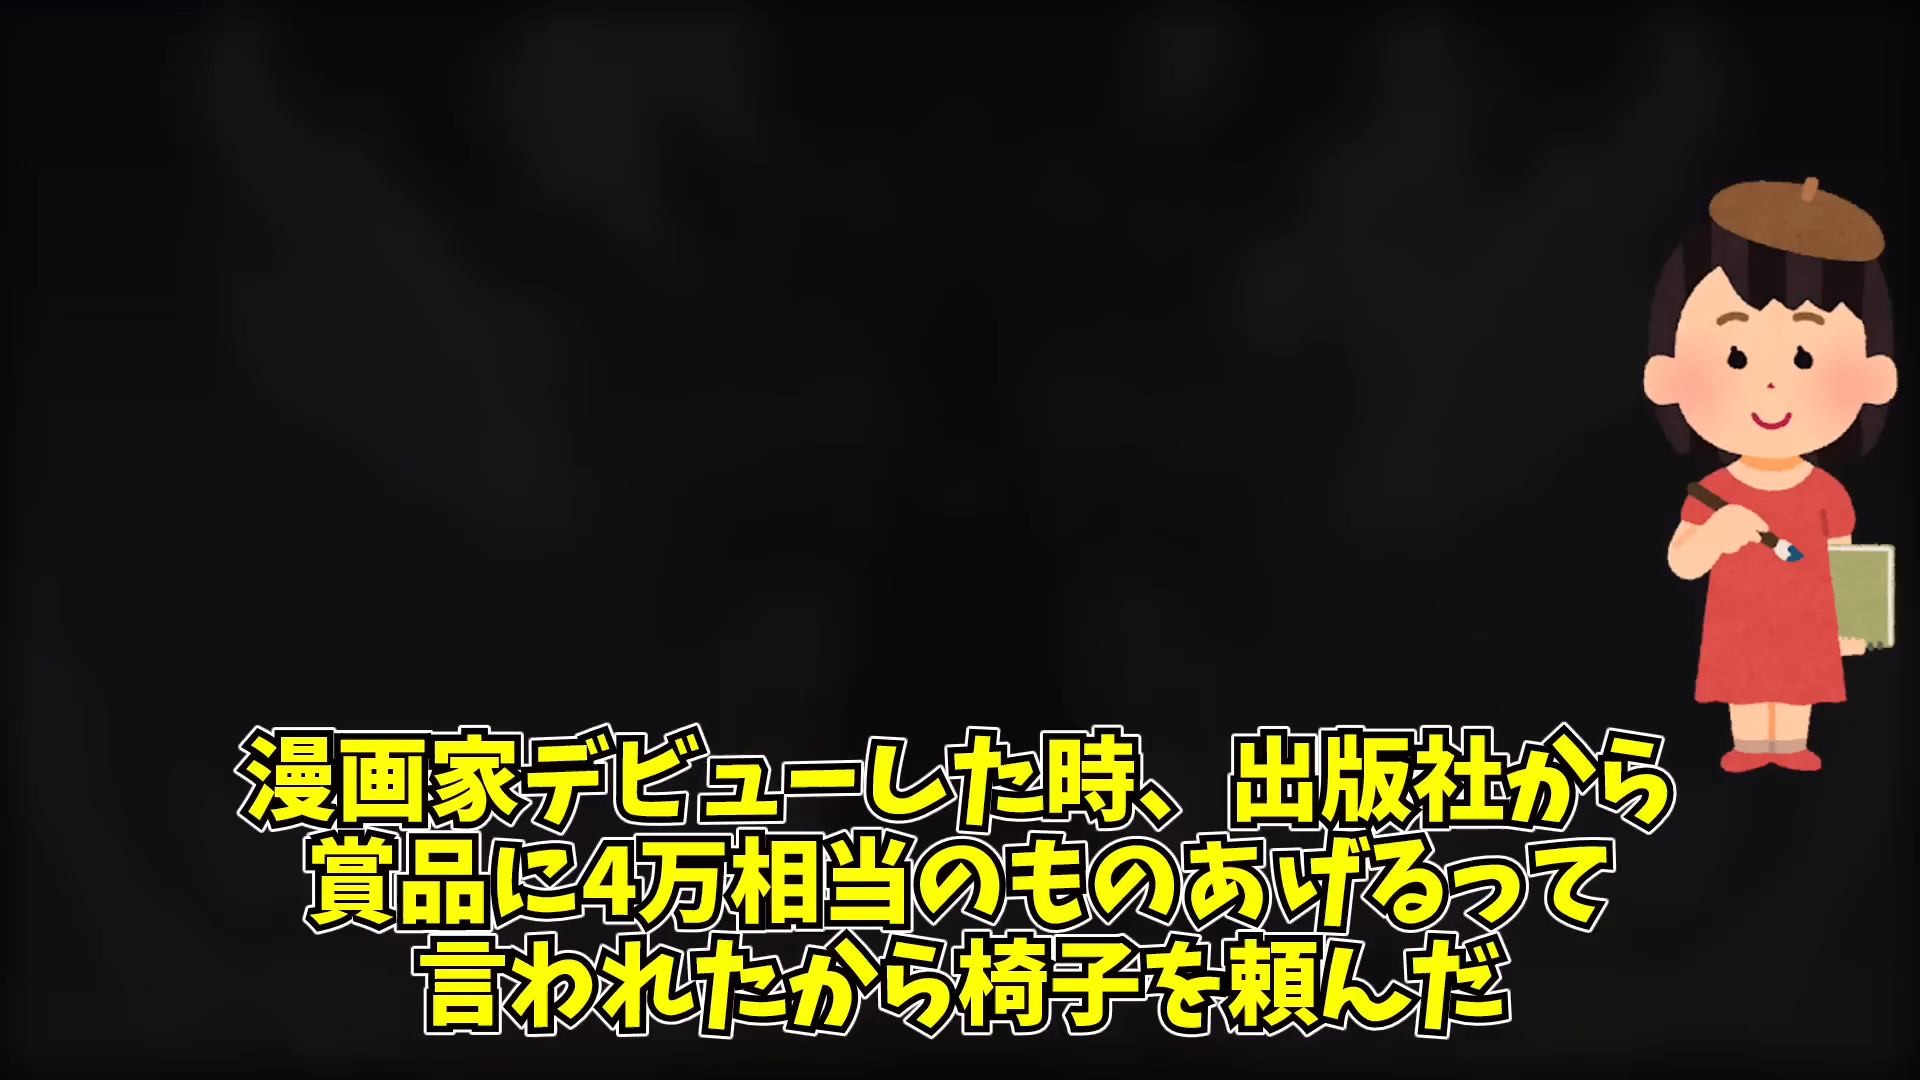 漫画家デビューした時、出版社から
賞品に4万相当のものあげるって
言われたから椅子を頼んだ